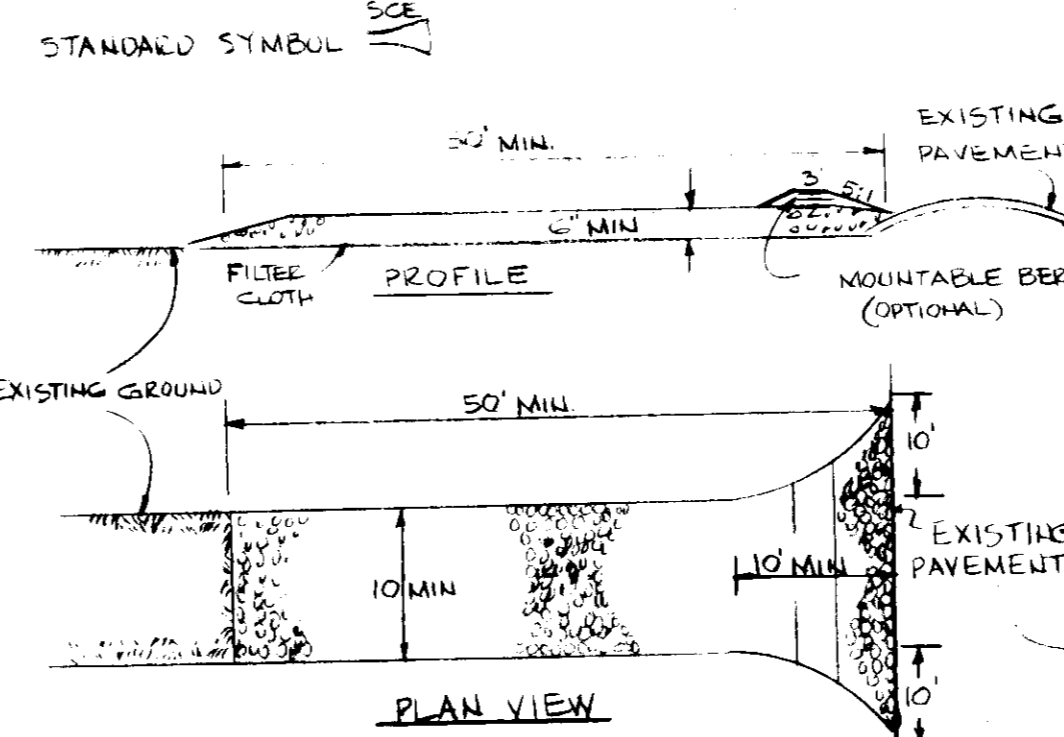 SCE
STANDARD SYMBOL
50' MIN.
EXISTING
PAVEMEN
3'
5:1
6" MIN
FILTER
CLOTH
PROFILE
MOUNTABLE BER
(OPTIONAL)
EXISTING GROUND
50' MIN.
10'
EXISTING
PAVEMENT
10' MIN
10 MIN
10'
PLAN VIEW